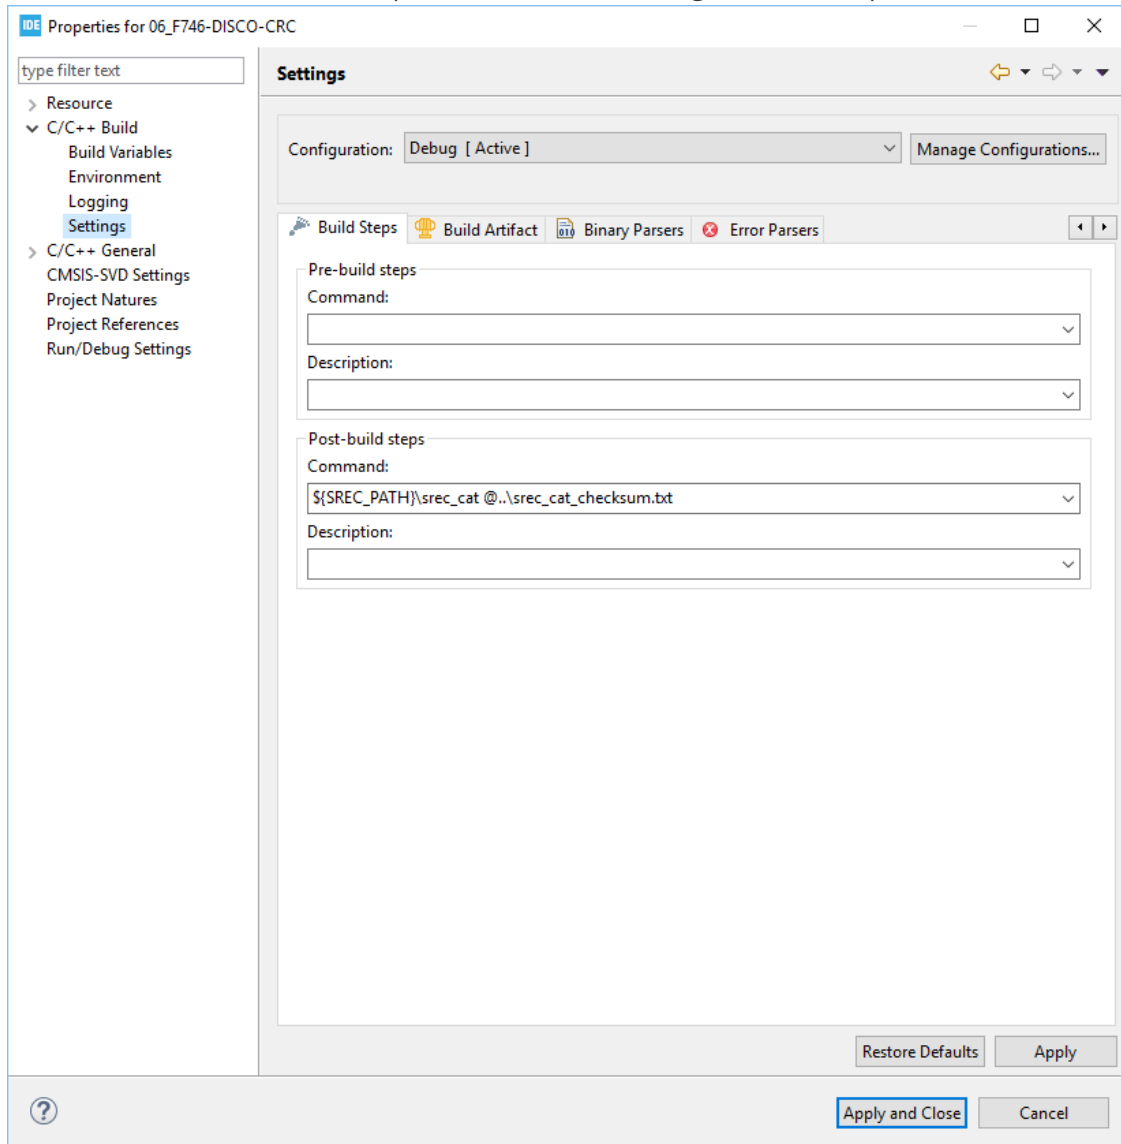 IDE Properties for 06_F746-DISCO-CRC
type filter text
Settings
Resource
C/C++ Build
Build Variables
Environment
Logging
Settings
C/C++ General
CMSIS-SVD Settings
Project Natures
Project References
Run/Debug Settings
Configuration: Debug [ Active ] Manage Configurations...
Build Steps Build Artifact 010 Binary Parsers Error Parsers
Pre-build steps
Command:
Description:
Post-build steps
Command:
${SREC_PATH}\srec_cat @..\srec_cat_checksum.txt
Description:
Restore Defaults Apply
? Apply and Close Cancel